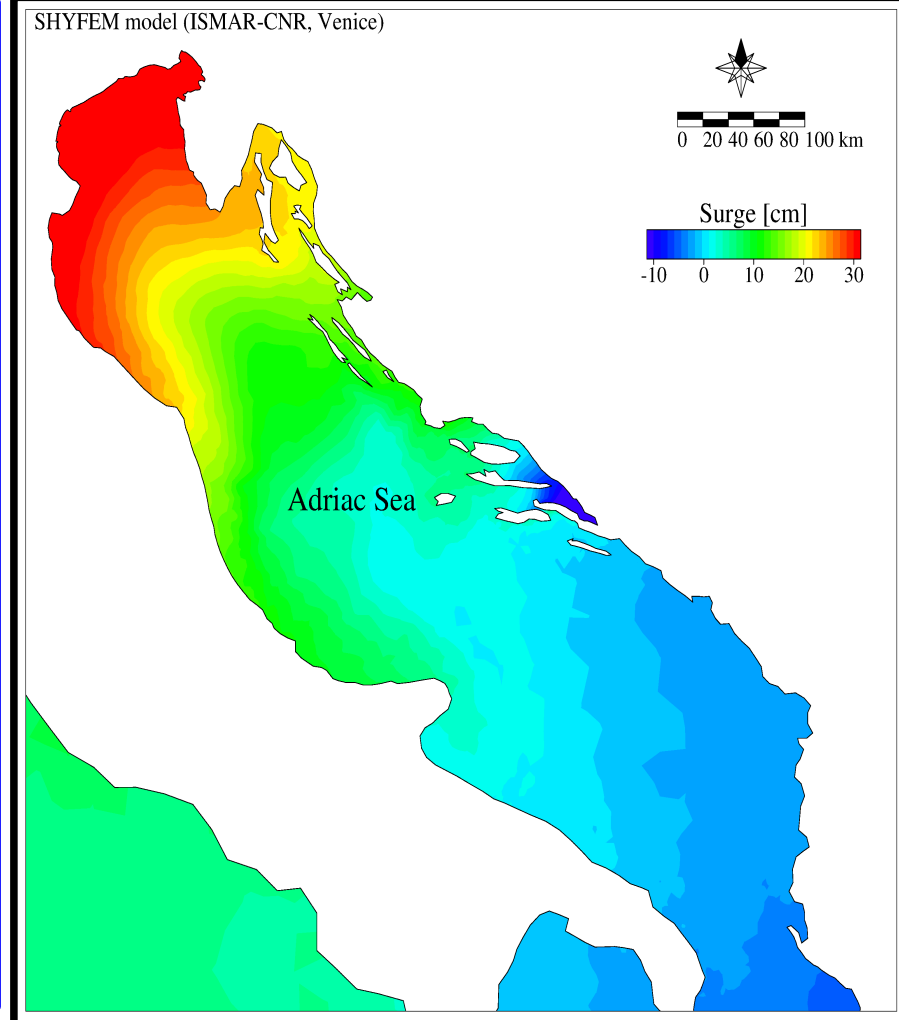 SHYFEM model (ISMAR-CNR, Venice)
0 20 40 60 80 100 km
Surge [cm]
-10 0 10 20 30
Adriac Sea